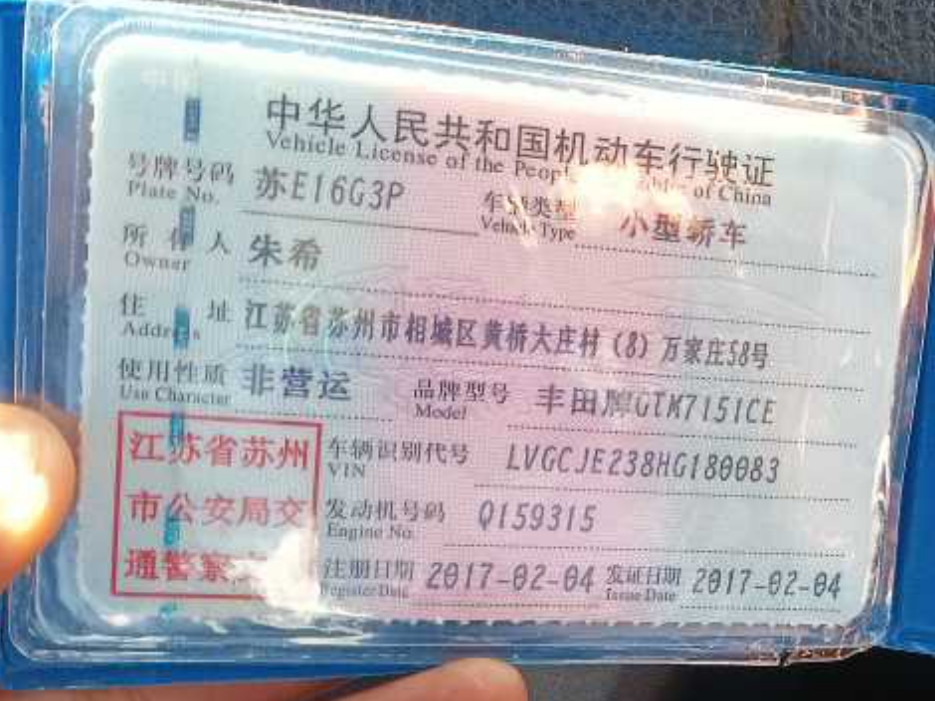 中华人民共和国机动车行驶证
Vehicle License of the People's Republic of China
号牌号码 苏E16G3P 车辆类型 小型轿车
Plate No. Vehicle Type
所有人 朱希
Owner
住址 江苏省苏州市相城区黄桥大庄村（8）万家庄58号
Address
使用性质 非营运 品牌型号 丰田牌GTM7151CE
Use Character Model
江苏省苏州 车辆识别代号 LVGCJE238HG180083
VIN
市公安局交 发动机号码 Q159315
Engine No.
通警察 注册日期 2017-02-04 发证日期 2017-02-04
Register Date Issue Date